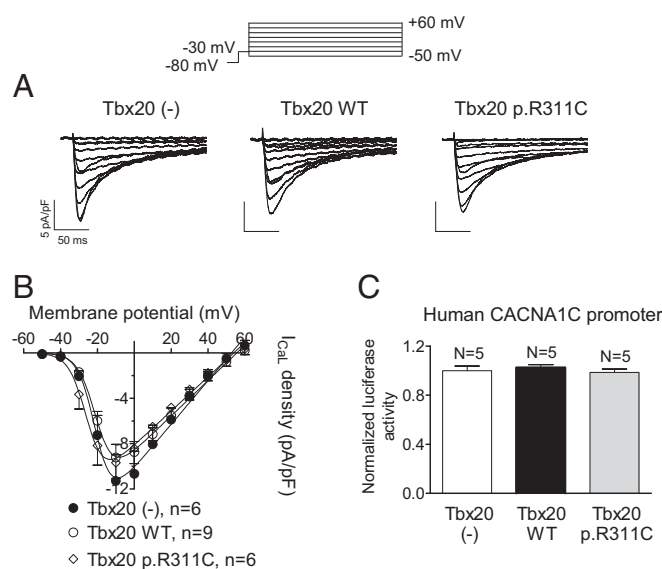 +60 mV
-30 mV
-80 mV
-50 mV
A
Tbx20 (-)
Tbx20 WT
Tbx20 p.R311C
5 pA/pF
50 ms
B
Membrane potential (mV)
-60
-40
-20
0
20
40
60
-4
-8
-12
ICaL density (pA/pF)
Tbx20 (-), n=6
Tbx20 WT, n=9
Tbx20 p.R311C, n=6
C
Human CACNA1C promoter
Normalized luciferase
activity
1.2
0.6
0.0
N=5
N=5
N=5
Tbx20
(-)
Tbx20
WT
Tbx20
p.R311C